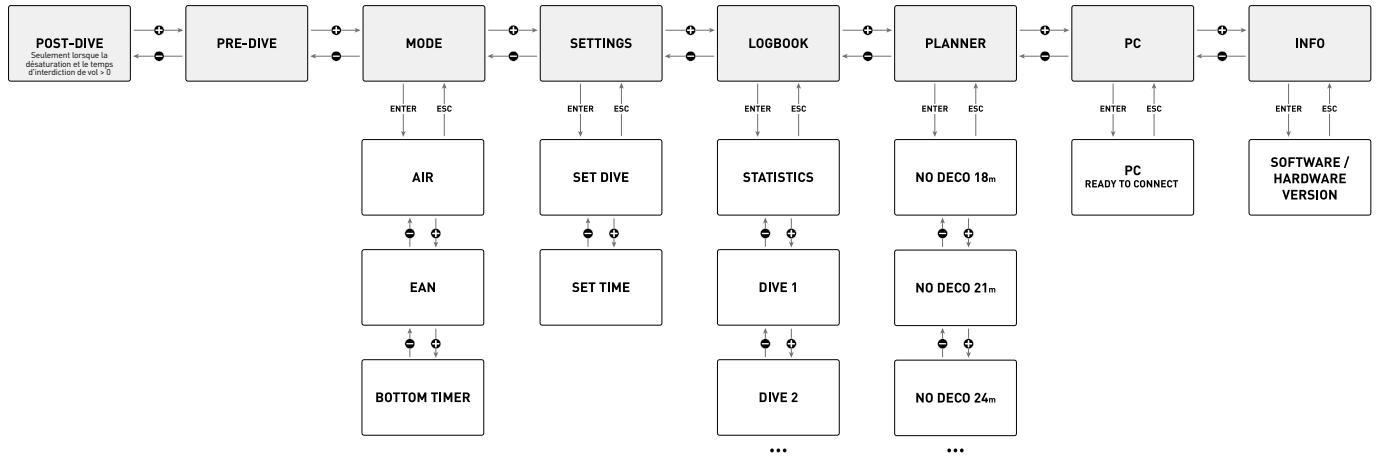 POST-DIVE
Seulement lorsque la
désaturation et le temps
d'interdiction de vol > 0
PRE-DIVE
MODE
SETTINGS
LOGBOOK
PLANNER
PC
INFO
ENTER ESC
ENTER ESC
ENTER ESC
ENTER ESC
ENTER ESC
ENTER ESC
AIR
SET DIVE
STATISTICS
NO DECO 18m
PC
READY TO CONNECT
SOFTWARE /
HARDWARE
VERSION
EAN
SET TIME
DIVE 1
NO DECO 21m
BOTTOM TIMER
DIVE 2
NO DECO 24m
...
...